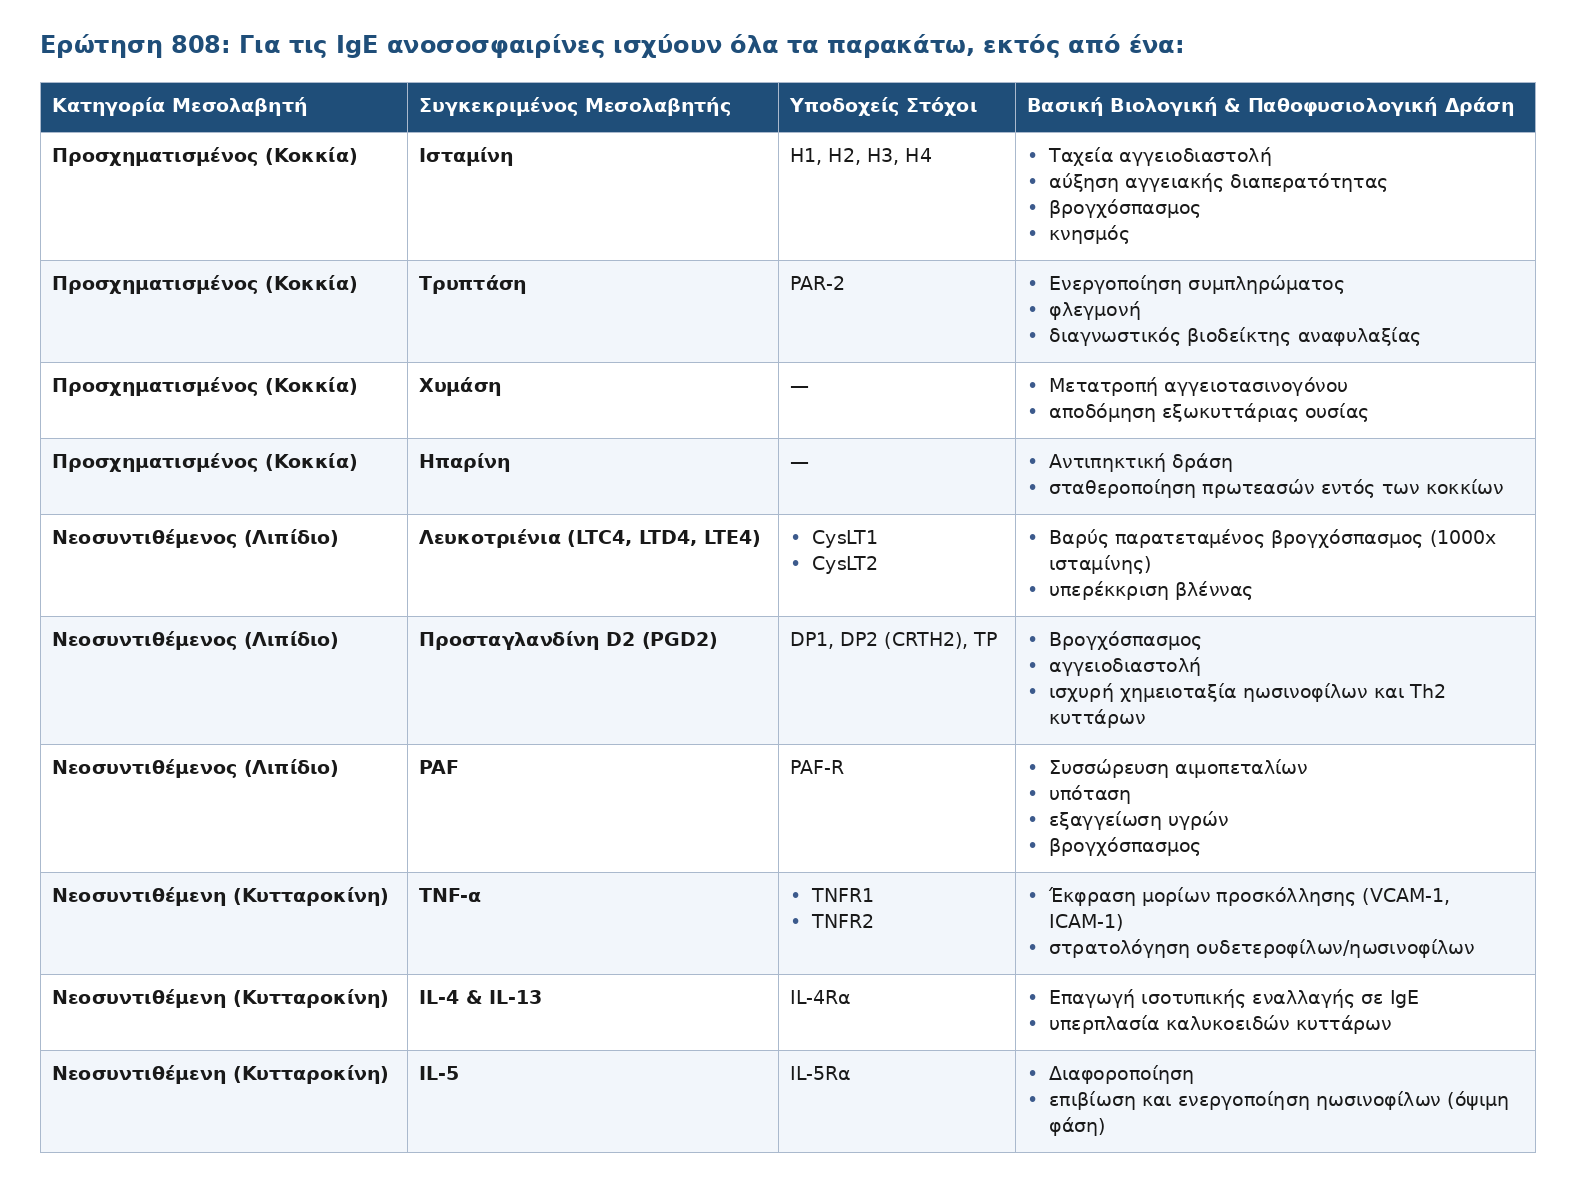 Ερώτηση 808: Για τις IgE ανοσοσφαιρίνες ισχύουν όλα τα παρακάτω, εκτός από ένα:
Κατηγορία Μεσολαβητή	Συγκεκριμένος Μεσολαβητής	Υποδοχείς Στόχοι	Βασική Βιολογική & Παθοφυσιολογική Δράση
Προσχηματισμένος (Κοκκία)	Ισταμίνη	H1, H2, H3, H4	• Ταχεία αγγειοδιαστολή
• αύξηση αγγειακής διαπερατότητας
• βρογχόσπασμος
• κνησμός
Προσχηματισμένος (Κοκκία)	Τρυπτάση	PAR-2	• Ενεργοποίηση συμπληρώματος
• φλεγμονή
• διαγνωστικός βιοδείκτης αναφυλαξίας
Προσχηματισμένος (Κοκκία)	Χυμάση	—	• Μετατροπή αγγειοτασινογόνου
• αποδόμηση εξωκυττάριας ουσίας
Προσχηματισμένος (Κοκκία)	Ηπαρίνη	—	• Αντιπηκτική δράση
• σταθεροποίηση πρωτεασών εντός των κοκκίων
Νεοσυντιθέμενος (Λιπίδιο)	Λευκοτριένια (LTC4, LTD4, LTE4)	• CysLT1	• Βαρύς παρατεταμένος βρογχόσπασμος (1000x
• CysLT2	ισταμίνης)
• υπερέκκριση βλέννας
Νεοσυντιθέμενος (Λιπίδιο)	Προσταγλανδίνη D2 (PGD2)	DP1, DP2 (CRTH2), TP	• Βρογχόσπασμος
• αγγειοδιαστολή
• ισχυρή χημειοταξία ηωσινοφίλων και Th2
κυττάρων
Νεοσυντιθέμενος (Λιπίδιο)	PAF	PAF-R	• Συσσώρευση αιμοπεταλίων
• υπόταση
• εξαγγείωση υγρών
• βρογχόσπασμος
Νεοσυντιθέμενη (Κυτταροκίνη)	TNF-α	• TNFR1	• Έκφραση μορίων προσκόλλησης (VCAM-1,
• TNFR2	ICAM-1)
• στρατολόγηση ουδετεροφίλων/ηωσινοφίλων
Νεοσυντιθέμενη (Κυτταροκίνη)	IL-4 & IL-13	IL-4Rα	• Επαγωγή ισοτυπικής εναλλαγής σε IgE
• υπερπλασία καλυκοειδών κυττάρων
Νεοσυντιθέμενη (Κυτταροκίνη)	IL-5	IL-5Rα	• Διαφοροποίηση
• επιβίωση και ενεργοποίηση ηωσινοφίλων (όψιμη
φάση)